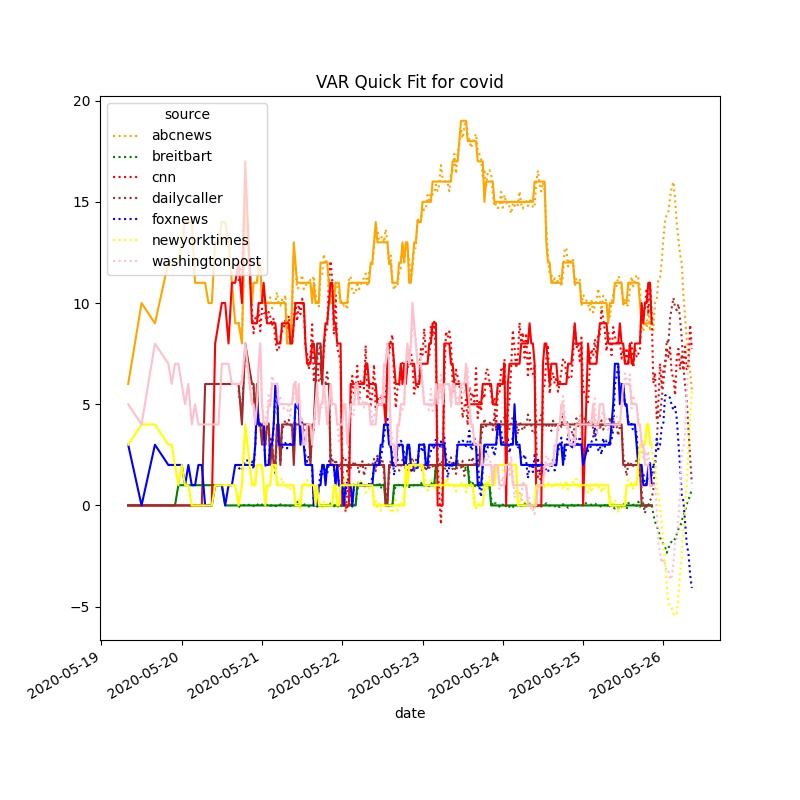 VAR Quick Fit for covid
20
15
10
5
0
−5
source
abcnews
breitbart
cnn
dailycaller
foxnews
newyorktimes
washingtonpost
2020-05-19
2020-05-20
2020-05-21
2020-05-22
2020-05-23
2020-05-24
2020-05-25
2020-05-26
date